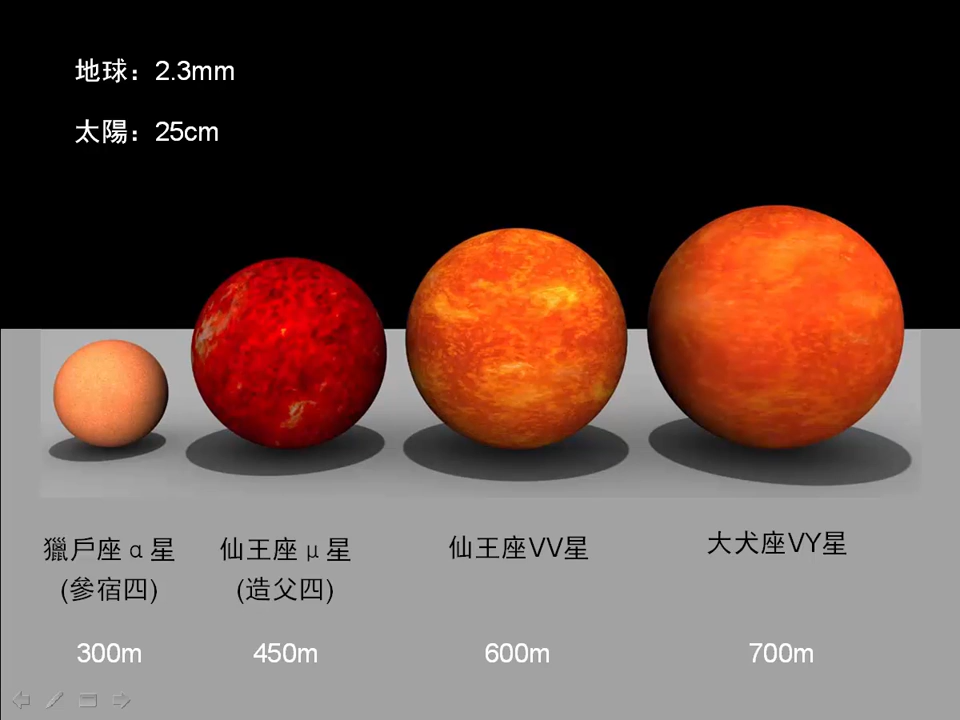 地球：2.3mm
太陽：25cm
獵戶座α星
(參宿四)
仙王座μ星
(造父四)
仙王座VV星
大犬座VY星
300m
450m
600m
700m